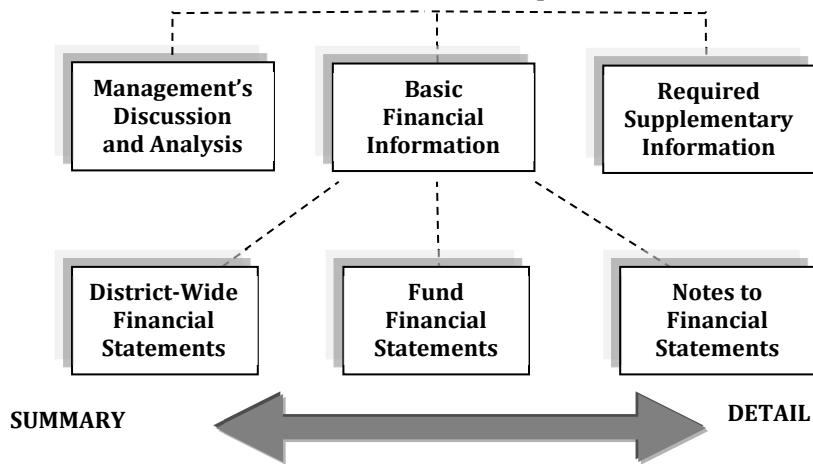 Management's
Discussion
and Analysis
Basic
Financial
Information
Required
Supplementary
Information
District-Wide
Financial
Statements
Fund
Financial
Statements
Notes to
Financial
Statements
SUMMARY
DETAIL